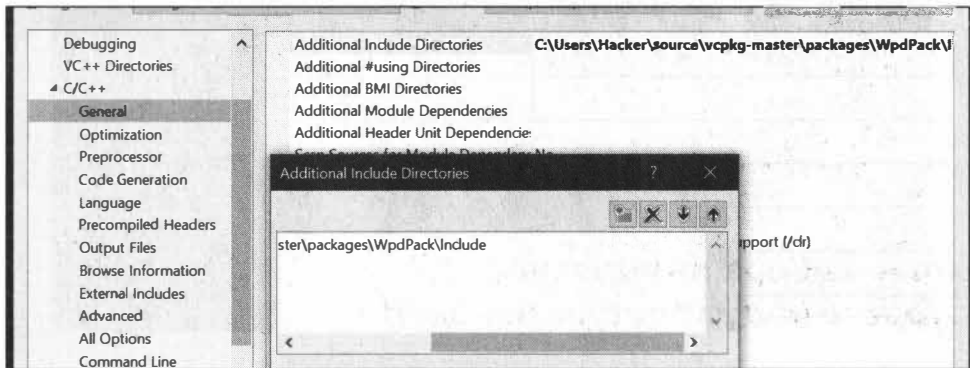 Debugging
VC++ Directories
C/C++
General
Optimization
Preprocessor
Code Generation
Language
Precompiled Headers
Output Files
Browse Information
External Includes
Advanced
All Options
Command Line
Additional Include Directories C:\Users\Hacker\source\vcpkg-master\packages\WpdPack\I
Additional #using Directories
Additional BMI Directories
Additional Module Dependencies
Additional Header Unit Dependencie
Additional Include Directories ? ×
ster\packages\WpdPack\Include
upport (/clr)